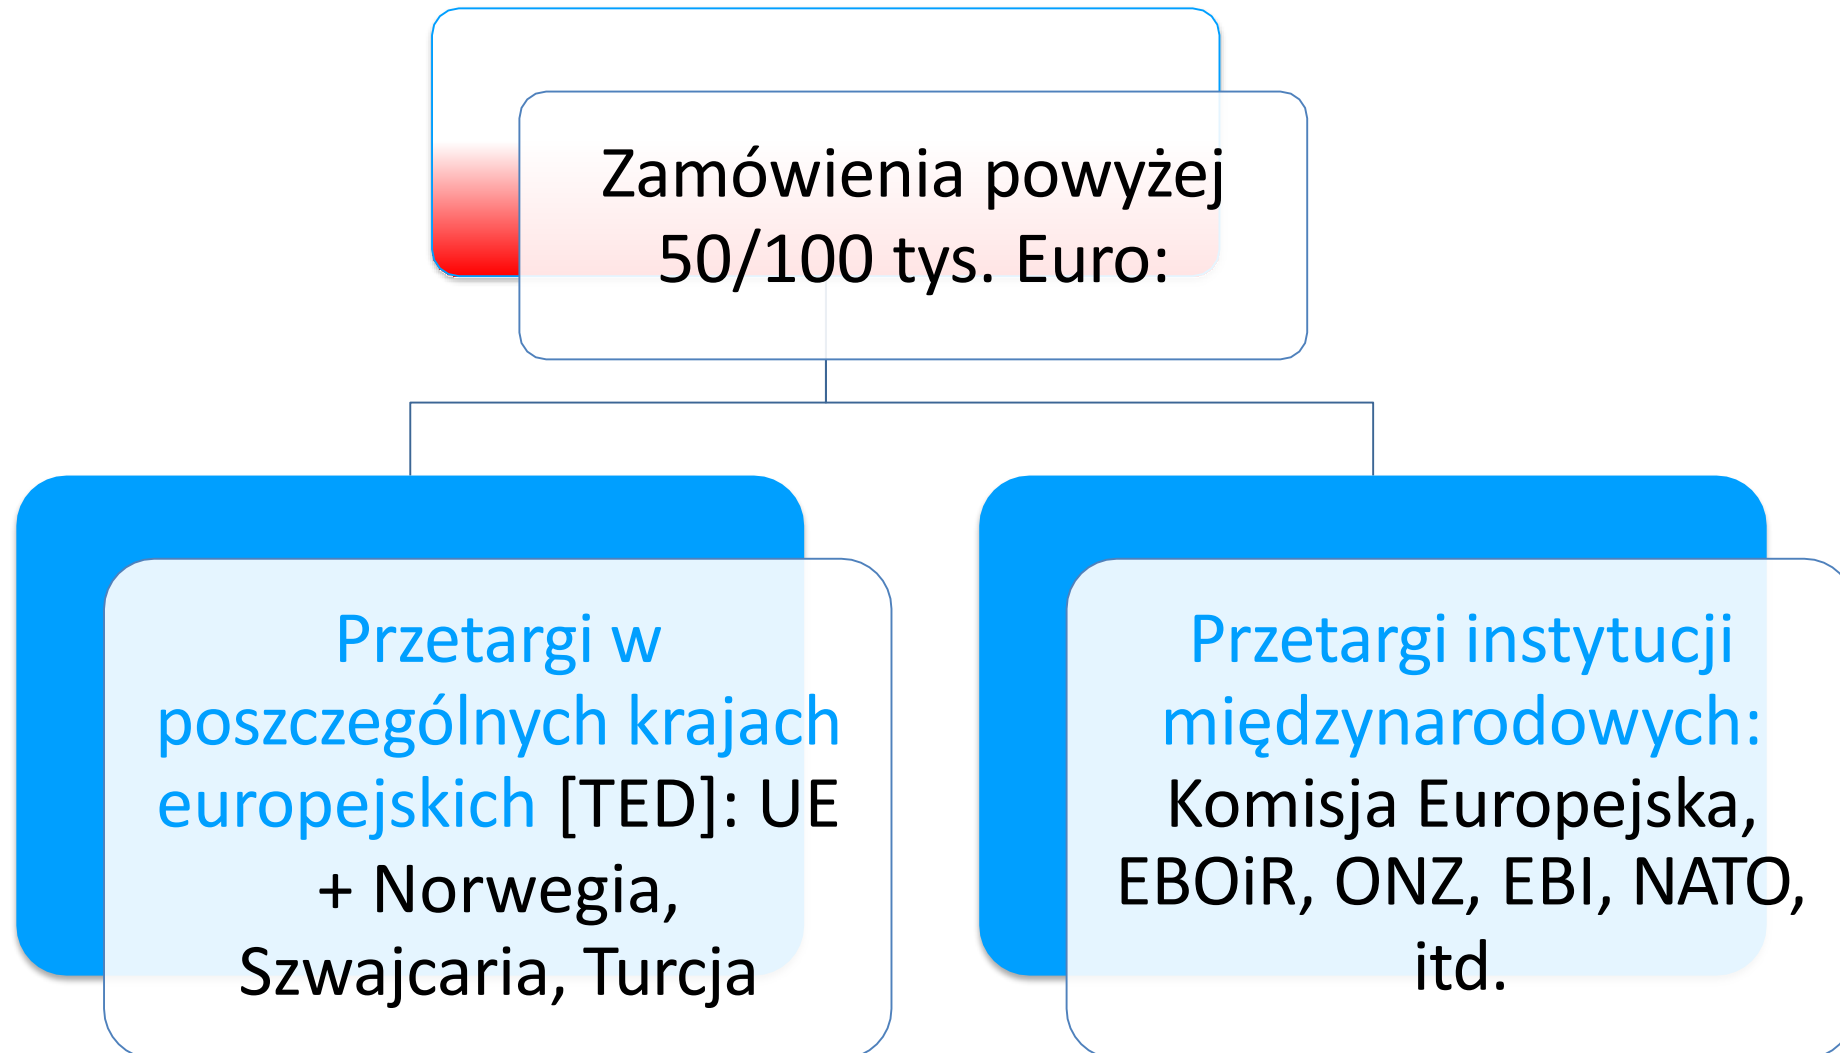 Zamówienia powyżej
50/100 tys. Euro:
Przetargi w
poszczególnych krajach
europejskich [TED]: UE
+ Norwegia,
Szwajcaria, Turcja
Przetargi instytucji
międzynarodowych:
Komisja Europejska,
EBOiR, ONZ, EBI, NATO,
itd.